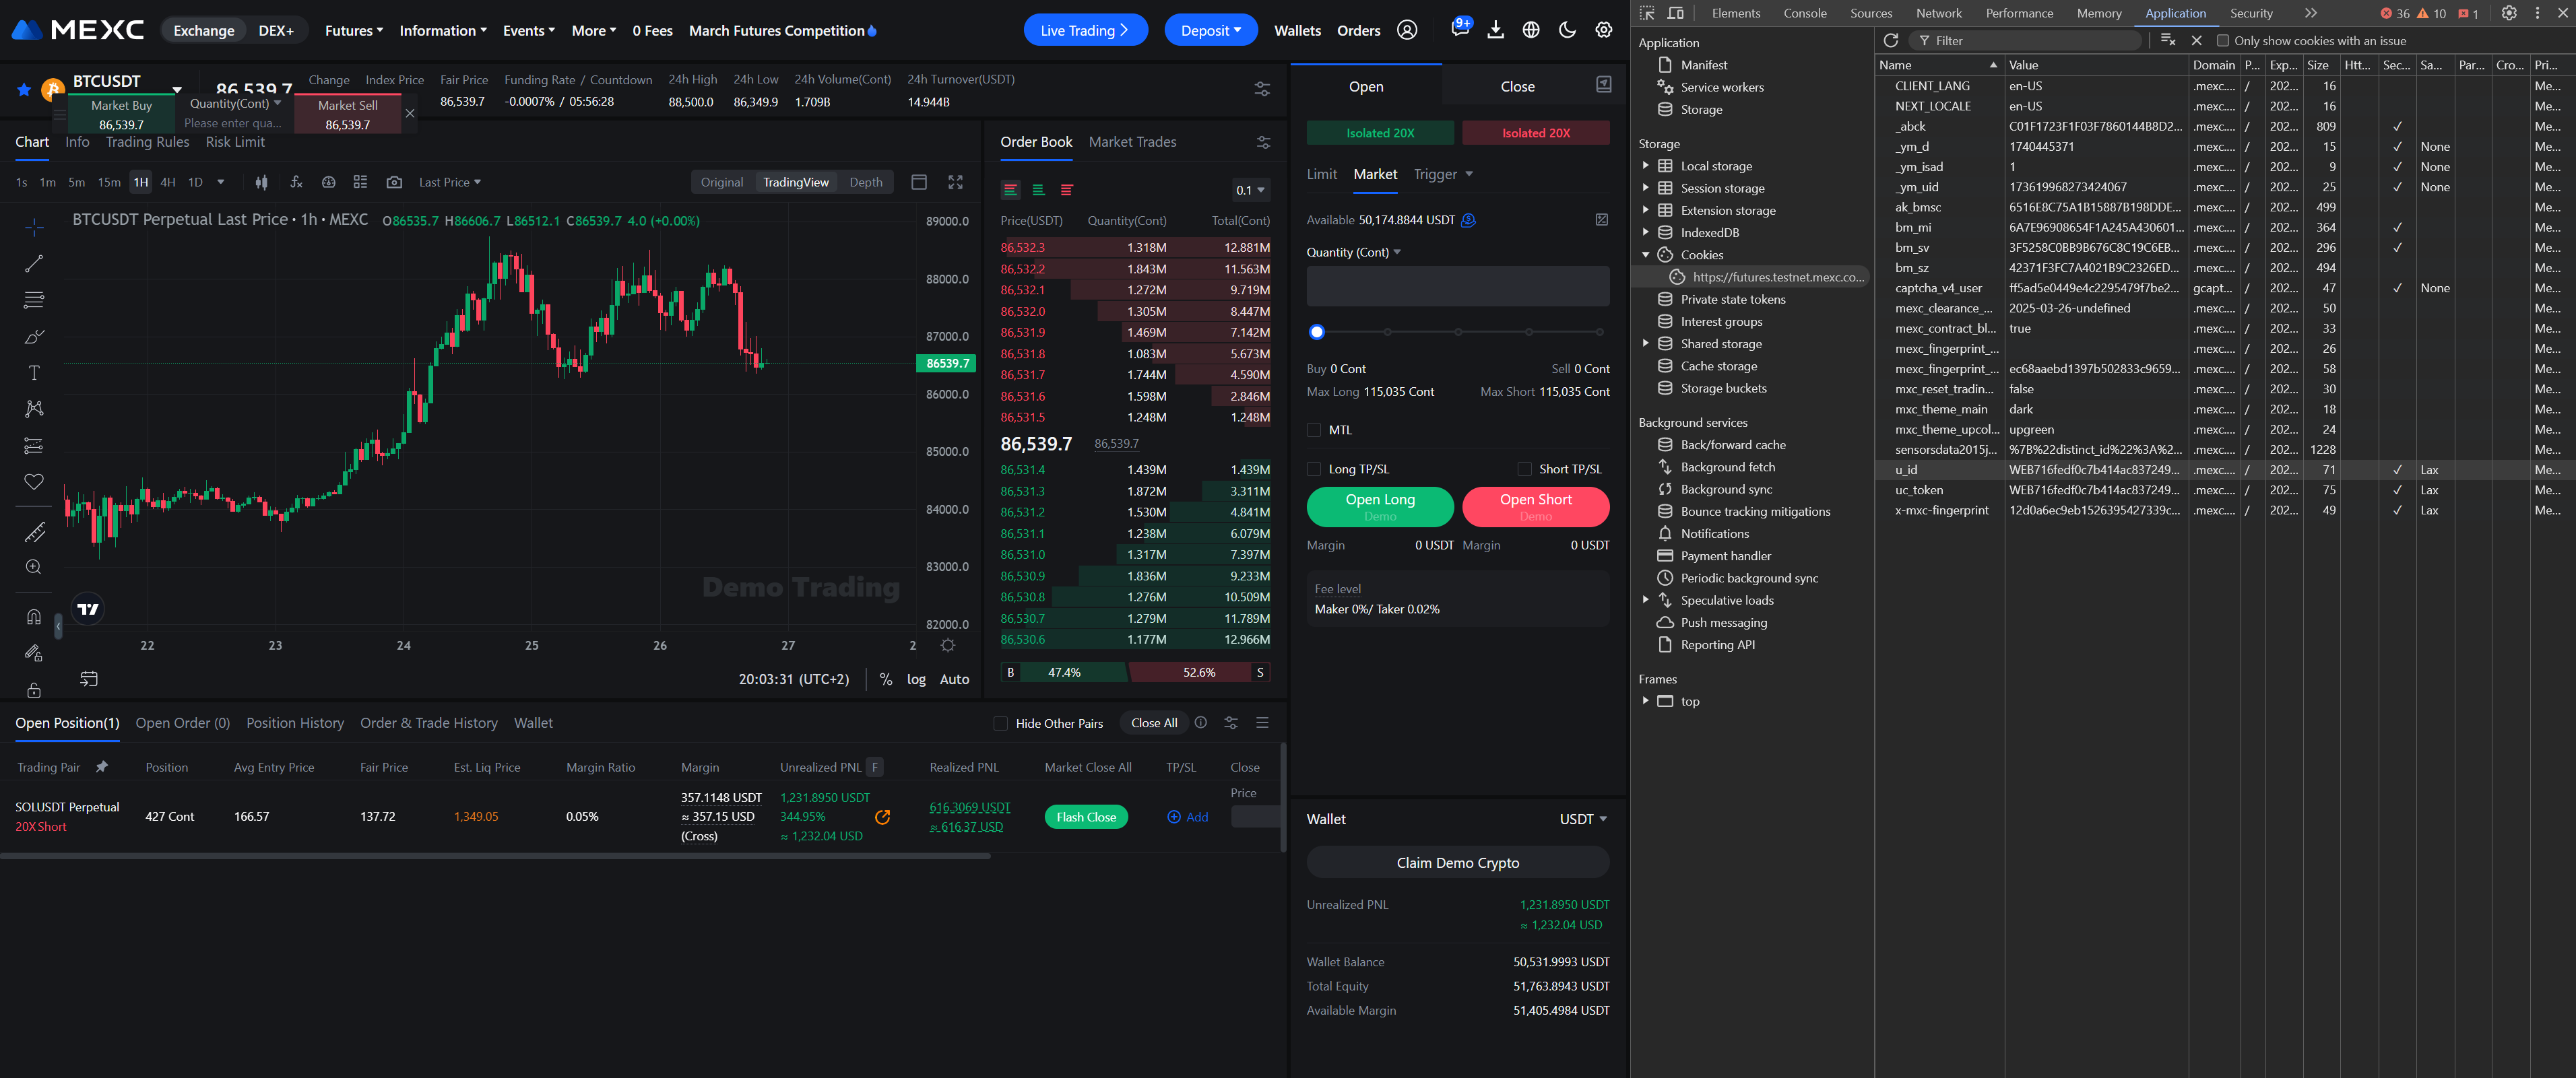 MEXC
Exchange DEX+ Futures Information Events More 0 Fees March Futures Competition Live Trading Deposit Wallets Orders 9+
BTCUSDT 86,539.7
Change
Index Price
Fair Price 86,539.7
Funding Rate / Countdown -0.0007% / 05:56:28
24h High 88,500.0
24h Low 86,349.9
24h Volume(Cont) 1.709B
24h Turnover(USDT) 14.944B
Market Buy 86,539.7
Quantity(Cont)
Please enter qua...
Market Sell 86,539.7
Chart Info Trading Rules Risk Limit
1s 1m 5m 15m 1H 4H 1D Last Price Original TradingView Depth
BTCUSDT Perpetual Last Price · 1h · MEXC O86535.7 H86606.7 L86512.1 C86539.7 4.0 (+0.00%)
89000.0
88000.0
87000.0
86539.7
86000.0
85000.0
84000.0
83000.0
82000.0
Demo Trading
22 23 24 25 26 27 2
20:03:31 (UTC+2) % log Auto
Order Book Market Trades
0.1
Price(USDT) Quantity(Cont) Total(Cont)
86,532.3 1.318M 12.881M
86,532.2 1.843M 11.563M
86,532.1 1.272M 9.719M
86,532.0 1.305M 8.447M
86,531.9 1.469M 7.142M
86,531.8 1.083M 5.673M
86,531.7 1.744M 4.590M
86,531.6 1.598M 2.846M
86,531.5 1.248M 1.248M
86,539.7 86,539.7
86,531.4 1.439M 1.439M
86,531.3 1.872M 3.311M
86,531.2 1.530M 4.841M
86,531.1 1.238M 6.079M
86,531.0 1.317M 7.397M
86,530.9 1.836M 9.233M
86,530.8 1.276M 10.509M
86,530.7 1.279M 11.789M
86,530.6 1.177M 12.966M
B 47.4% 52.6% S
Open Close
Isolated 20X Isolated 20X
Limit Market Trigger
Available 50,174.8844 USDT
Quantity (Cont)
Buy 0 Cont Sell 0 Cont
Max Long 115,035 Cont Max Short 115,035 Cont
MTL
Long TP/SL Short TP/SL
Open Long Demo
Open Short Demo
Margin 0 USDT Margin 0 USDT
Fee level
Maker 0%/ Taker 0.02%
Open Position(1) Open Order (0) Position History Order & Trade History Wallet Hide Other Pairs Close All
Trading Pair Position Avg Entry Price Fair Price Est. Liq Price Margin Ratio Margin Unrealized PNL F Realized PNL Market Close All TP/SL Close
SOLUSDT Perpetual
20X Short
427 Cont
166.57
137.72
1,349.05
0.05%
357.1148 USDT
≈ 357.15 USD
(Cross)
1,231.8950 USDT
344.95%
≈ 1,232.04 USD
616.3069 USDT
≈ 616.37 USD
Flash Close
Add
Price
Wallet USDT
Claim Demo Crypto
Unrealized PNL 1,231.8950 USDT
≈ 1,232.04 USD
Wallet Balance 50,531.9993 USDT
Total Equity 51,763.8943 USDT
Available Margin 51,405.4984 USDT
Elements Console Sources Network Performance Memory Application Security 36 10 1
Application
Manifest
Service workers
Storage
Storage
Local storage
Session storage
Extension storage
IndexedDB
Cookies
https://futures.testnet.mexc.co...
Private state tokens
Interest groups
Shared storage
Cache storage
Storage buckets
Background services
Back/forward cache
Background fetch
Background sync
Bounce tracking mitigations
Notifications
Payment handler
Periodic background sync
Speculative loads
Push messaging
Reporting API
Frames
top
Filter Only show cookies with an issue
Name Value Domain P... Exp... Size Htt... Sec... Sa... Par... Cro... Pri...
CLIENT_LANG en-US .mexc.... / 202... 16 Me...
NEXT_LOCALE en-US .mexc.... / 202... 16 Me...
_abck C01F1723F1F03F7860144B8D2... .mexc.... / 202... 809 ✓ Me...
_ym_d 1740445371 .mexc.... / 202... 15 ✓ None Me...
_ym_isad 1 .mexc.... / 202... 9 ✓ None Me...
_ym_uid 173619968273424067 .mexc.... / 202... 25 ✓ None Me...
ak_bmsc 6516E8C75A1B15887B198DDE... .mexc.... / 202... 499 Me...
bm_mi 6A7E96908654F1A245A430601... .mexc.... / 202... 364 ✓ Me...
bm_sv 3F5258C0BB9B676C8C19C6EB... .mexc.... / 202... 296 ✓ Me...
bm_sz 42371F3FC7A4021B9C2326ED... .mexc.... / 202... 494 Me...
captcha_v4_user ff5ad5e0449e4c2295479f7be2... gcapt... / 202... 47 ✓ None Me...
mexc_clearance_... 2025-03-26-undefined .mexc.... / 202... 50 Me...
mexc_contract_bl... true .mexc.... / 202... 33 Me...
mexc_fingerprint_... .mexc.... / 202... 26 Me...
mexc_fingerprint_... ec68aaebd1397b502833c9659... .mexc.... / 202... 58 Me...
mxc_reset_tradin... false .mexc.... / 202... 30 Me...
mxc_theme_main dark .mexc.... / 202... 18 Me...
mxc_theme_upcol... upgreen .mexc.... / 202... 24 Me...
sensorsdata2015j... %7B%22distinct_id%22%3A%2... .mexc.... / 202... 1228 Me...
u_id WEB716fedf0c7b414ac837249... .mexc.... / 202... 71 ✓ Lax Me...
uc_token WEB716fedf0c7b414ac837249... .mexc.... / 202... 75 ✓ Lax Me...
x-mxc-fingerprint 12d0a6ec9eb1526395427339c... .mexc.... / 202... 49 ✓ Lax Me...